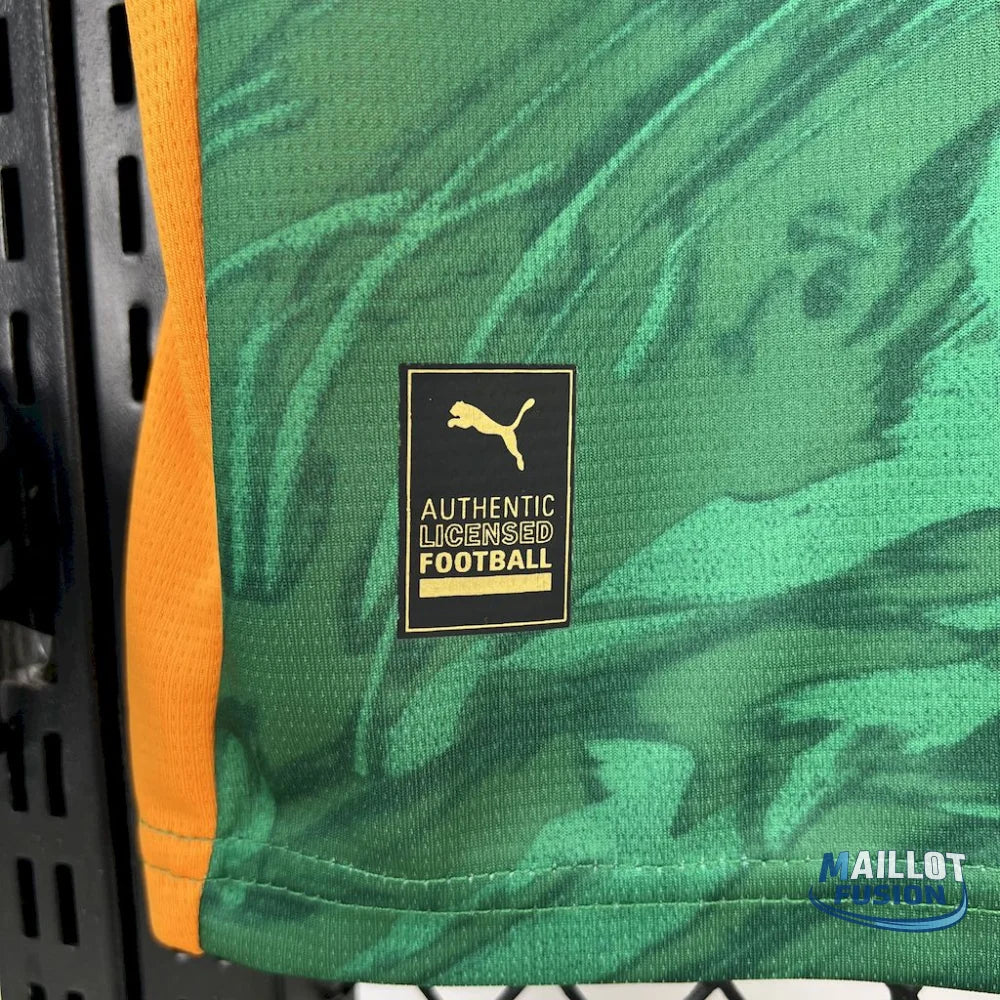 AUTHENTIC
LICENSED
FOOTBALL
MAILLOT
FUSION